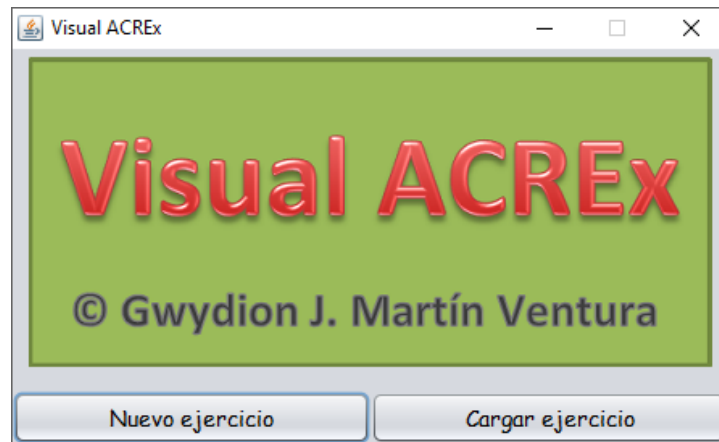 Visual ACREx
Visual ACREx
© Gwydion J. Martín Ventura
Nuevo ejercicio Cargar ejercicio